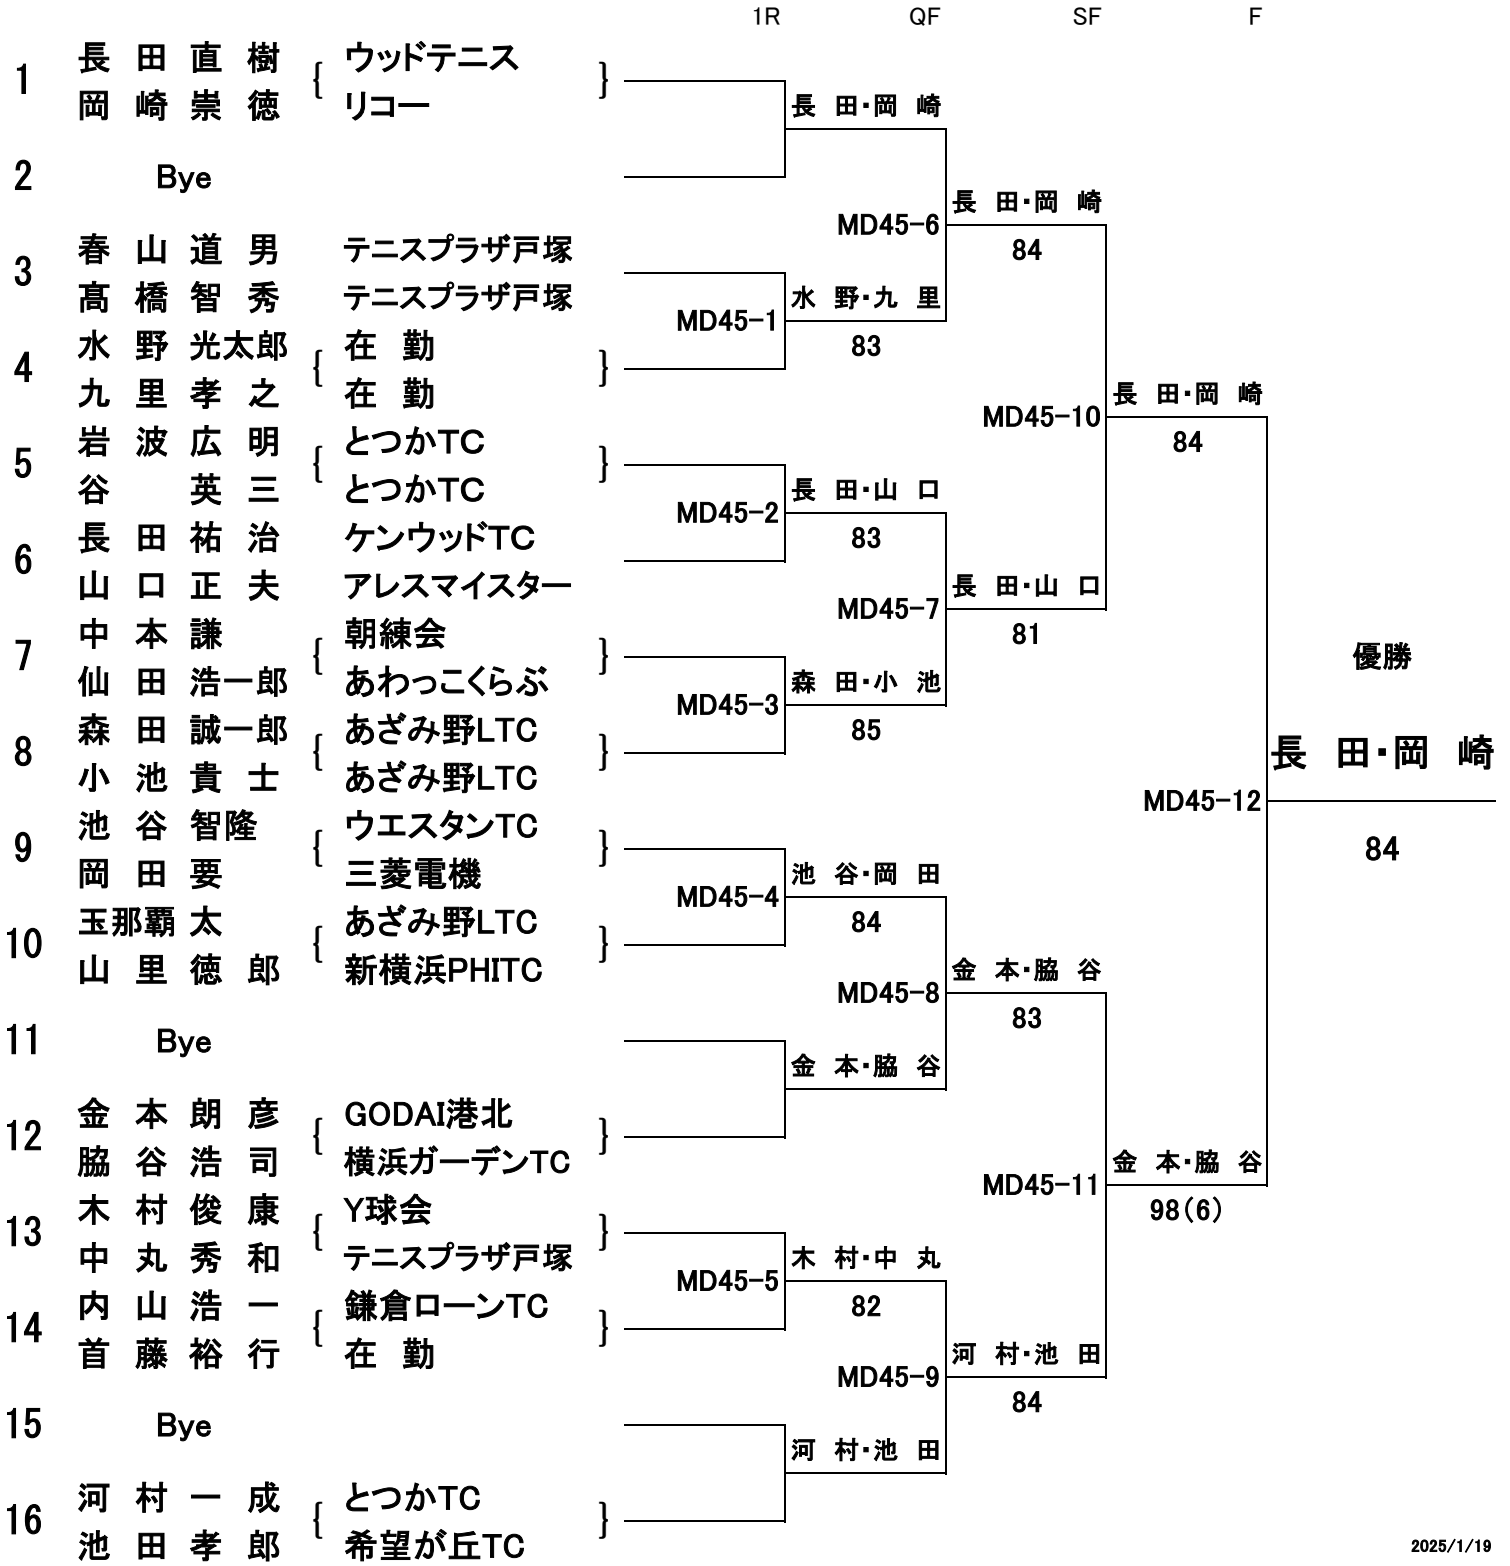 1R QF SF F
1 長 田 直 樹 { ウッドテニス }
岡 崎 崇 徳 リコー
長 田・岡 崎
2 Bye
MD45-6 長 田・岡 崎
84
3 春 山 道 男 テニスプラザ戸塚
髙 橋 智 秀 テニスプラザ戸塚
MD45-1 水 野・九 里
83
4 水 野 光太郎 { 在 勤 }
九 里 孝 之 在 勤
MD45-10 長 田・岡 崎
84
5 岩 波 広 明 { とつかTC }
谷 英 三 とつかTC
MD45-2 長 田・山 口
83
6 長 田 祐 治 ケンウッドTC
山 口 正 夫 アレスマイスター
MD45-7 長 田・山 口
81
7 中 本 謙 { 朝練会 }
仙 田 浩一郎 あわっこくらぶ
MD45-3 森 田・小 池
85
8 森 田 誠一郎 { あざみ野LTC }
小 池 貴 士 あざみ野LTC
優勝
長 田・岡 崎
MD45-12
84
9 池 谷 智隆 { ウエスタンTC }
岡 田 要 三菱電機
MD45-4 池 谷・岡 田
84
10 玉那覇 太 { あざみ野LTC }
山 里 徳 郎 新横浜PHITC
MD45-8 金 本・脇 谷
83
11 Bye
金 本・脇 谷
12 金 本 朗 彦 { GODAI港北 }
脇 谷 浩 司 横浜ガーデンTC
MD45-11 金 本・脇 谷
98(6)
13 木 村 俊 康 { Y球会 }
中 丸 秀 和 テニスプラザ戸塚
MD45-5 木 村・中 丸
82
14 内 山 浩 一 { 鎌倉ローンTC }
首 藤 裕 行 在 勤
MD45-9 河 村・池 田
84
15 Bye
河 村・池 田
16 河 村 一 成 { とつかTC }
池 田 孝 郎 希望が丘TC
2025/1/19